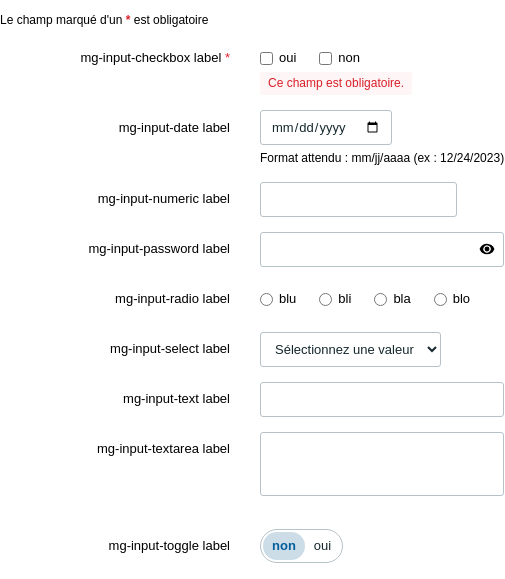 Le champ marqué d'un * est obligatoire
mg-input-checkbox label * oui non
Ce champ est obligatoire.
mg-input-date label mm/dd/yyyy
Format attendu : mm/jj/aaaa (ex : 12/24/2023)
mg-input-numeric label
mg-input-password label
mg-input-radio label blu bli bla blo
mg-input-select label Sélectionnez une valeur
mg-input-text label
mg-input-textarea label
mg-input-toggle label non oui